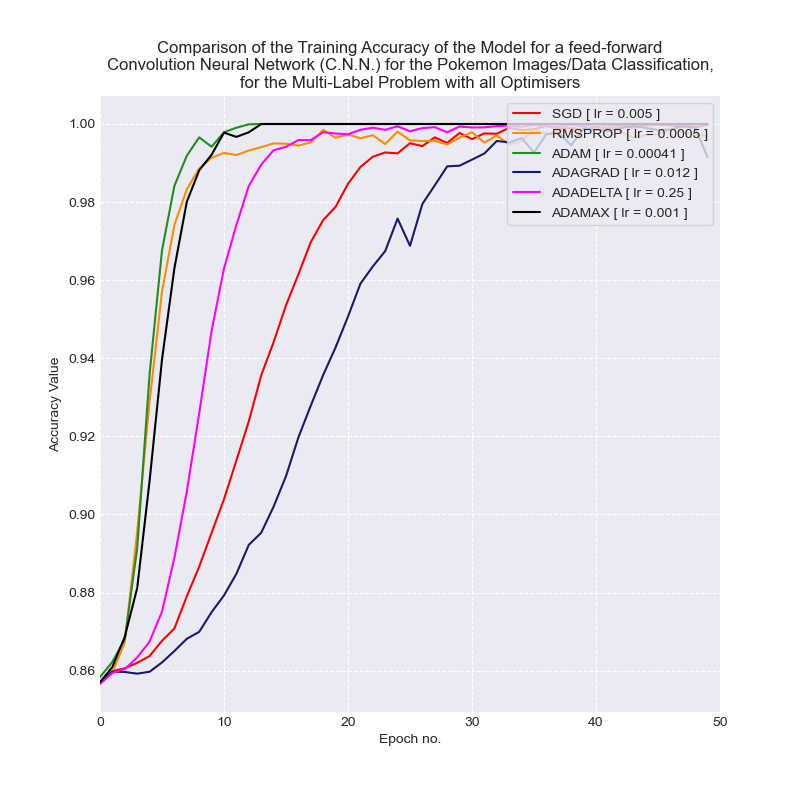 Comparison of the Training Accuracy of the Model for a feed-forward
Convolution Neural Network (C.N.N.) for the Pokemon Images/Data Classification,
for the Multi-Label Problem with all Optimisers
SGD [ lr = 0.005 ]
RMSPROP [ lr = 0.0005 ]
ADAM [ lr = 0.00041 ]
ADAGRAD [ lr = 0.012 ]
ADADELTA [ lr = 0.25 ]
ADAMAX [ lr = 0.001 ]
Accuracy Value
1.00
0.98
0.96
0.94
0.92
0.90
0.88
0.86
0 10 20 30 40 50
Epoch no.